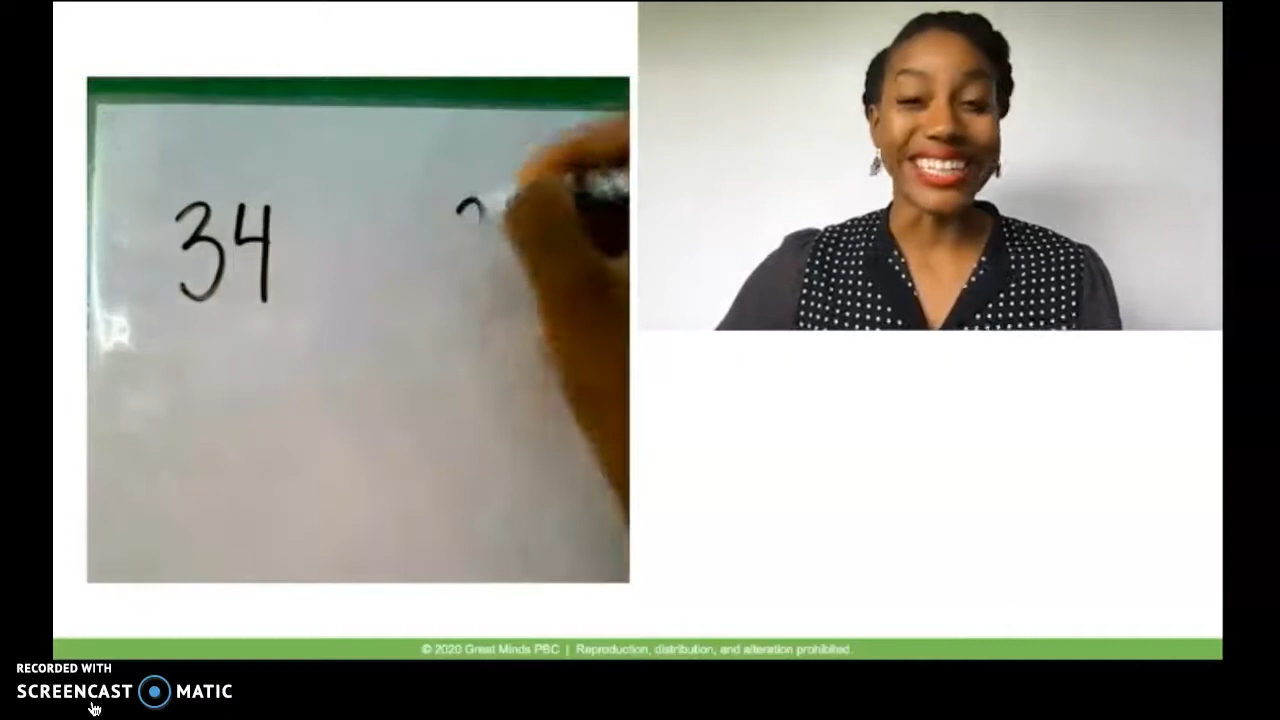 34
© 2020 Great Minds PBC | Reproduction, distribution, and alteration prohibited.
RECORDED WITH
SCREENCAST MATIC